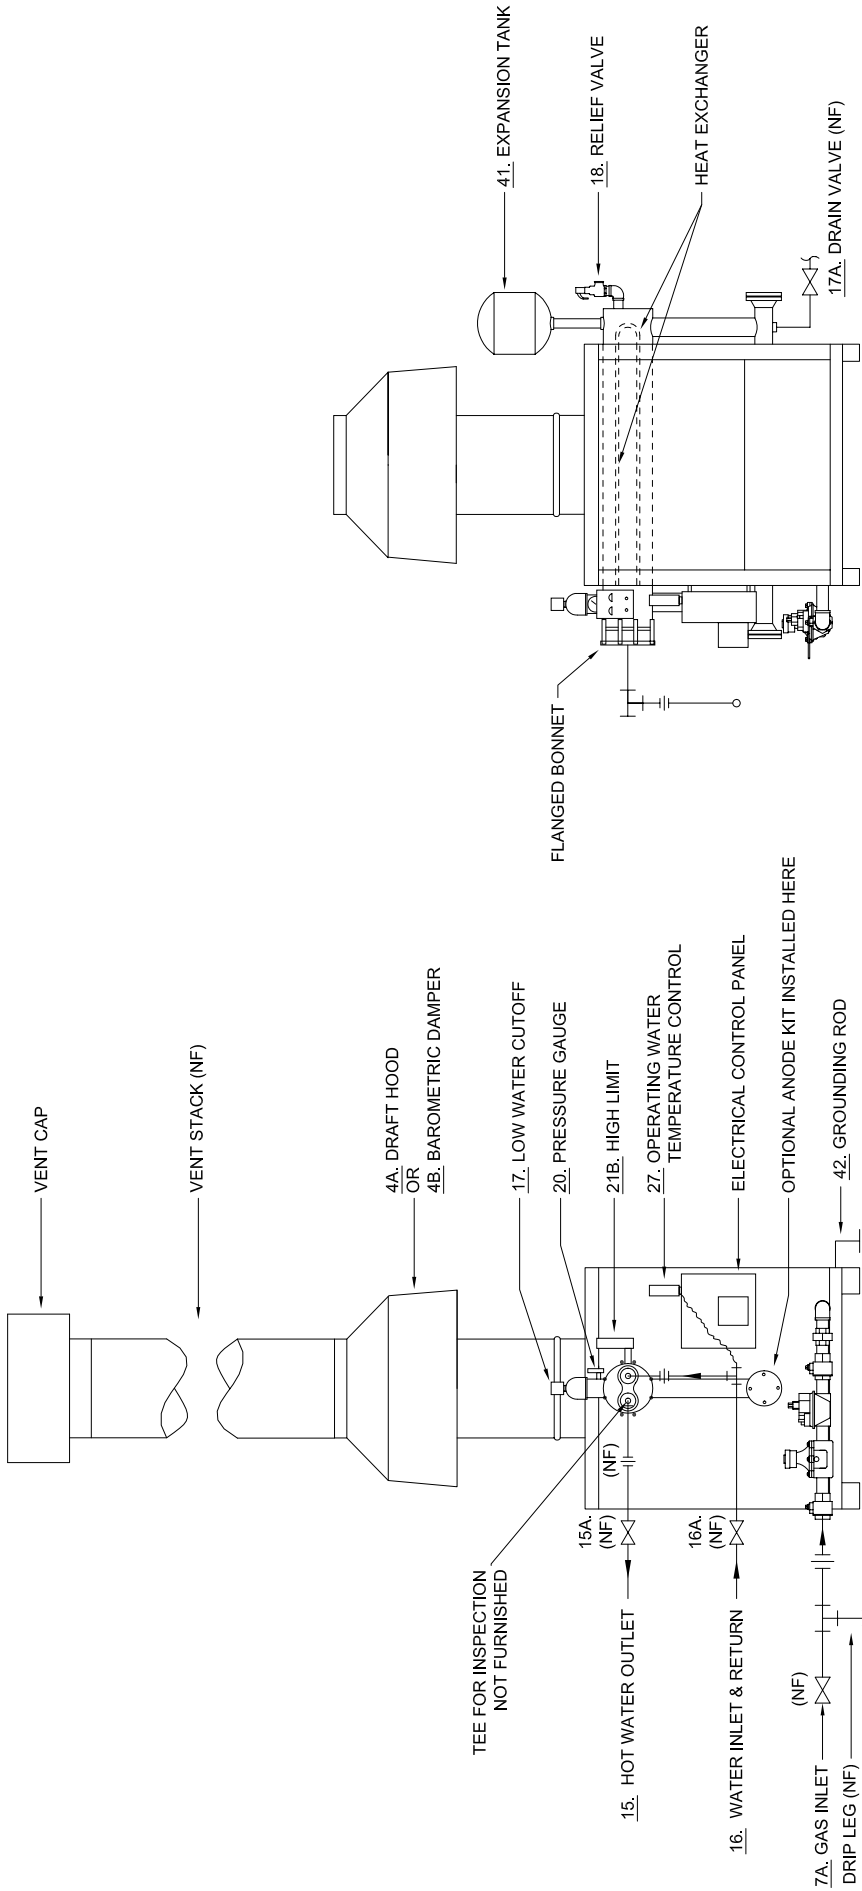 VENT CAP
VENT STACK (NF)
4A. DRAFT HOOD
OR
4B. BAROMETRIC DAMPER
17. LOW WATER CUTOFF
20. PRESSURE GAUGE
21B. HIGH LIMIT
27. OPERATING WATER
TEMPERATURE CONTROL
ELECTRICAL CONTROL PANEL
OPTIONAL ANODE KIT INSTALLED HERE
42. GROUNDING ROD
TEE FOR INSPECTION
NOT FURNISHED
(NF)
15A.
(NF)
15. HOT WATER OUTLET
16A.
(NF)
16. WATER INLET & RETURN
(NF)
7A. GAS INLET
DRIP LEG (NF)
41. EXPANSION TANK
18. RELIEF VALVE
HEAT EXCHANGER
17A. DRAIN VALVE (NF)
FLANGED BONNET